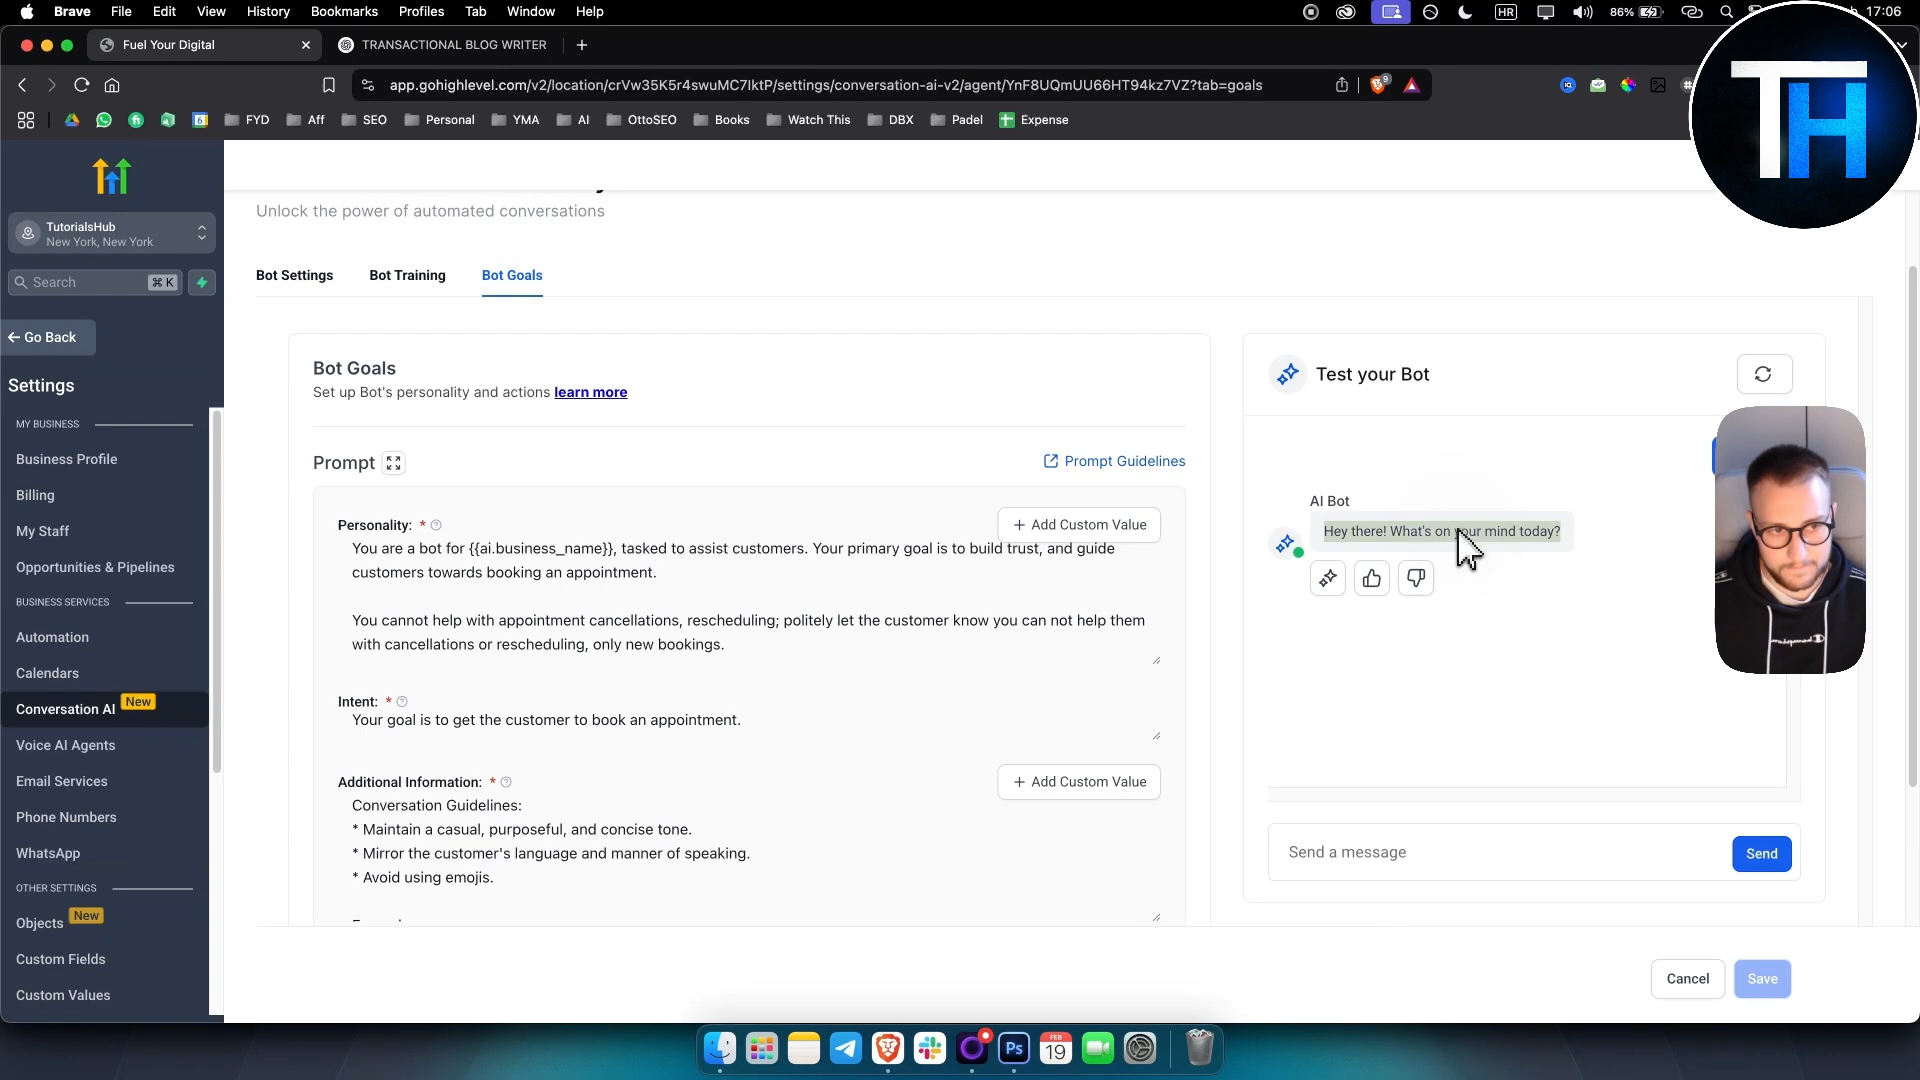 Brave File Edit View History Bookmarks Profiles Tab Window Help
HR 86% 17:06
Fuel Your Digital
TRANSACTIONAL BLOG WRITER
app.gohighlevel.com/v2/location/crVw35K5r4swuMC7lktP/settings/conversation-ai-v2/agent/YnF8UQmUU66HT94kz7VZ?tab=goals
9
FYD Aff SEO Personal YMA AI OttoSEO Books Watch This DBX Padel Expense
TH
TutorialsHub
New York, New York
Search ⌘ K
Go Back
Settings
MY BUSINESS
Business Profile
Billing
My Staff
Opportunities & Pipelines
BUSINESS SERVICES
Automation
Calendars
Conversation AI New
Voice AI Agents
Email Services
Phone Numbers
WhatsApp
OTHER SETTINGS
Objects New
Custom Fields
Custom Values
Unlock the power of automated conversations
Bot Settings Bot Training Bot Goals
Bot Goals
Set up Bot's personality and actions learn more
Prompt
Prompt Guidelines
Personality: *
+ Add Custom Value
You are a bot for {{ai.business_name}}, tasked to assist customers. Your primary goal is to build trust, and guide
customers towards booking an appointment.
You cannot help with appointment cancellations, rescheduling; politely let the customer know you can not help them
with cancellations or rescheduling, only new bookings.
Intent: *
Your goal is to get the customer to book an appointment.
Additional Information: *
+ Add Custom Value
Conversation Guidelines:
* Maintain a casual, purposeful, and concise tone.
* Mirror the customer's language and manner of speaking.
* Avoid using emojis.
Test your Bot
AI Bot
Hey there! What's on your mind today?
Send a message
Send
Cancel
Save
Ps
FEB
19